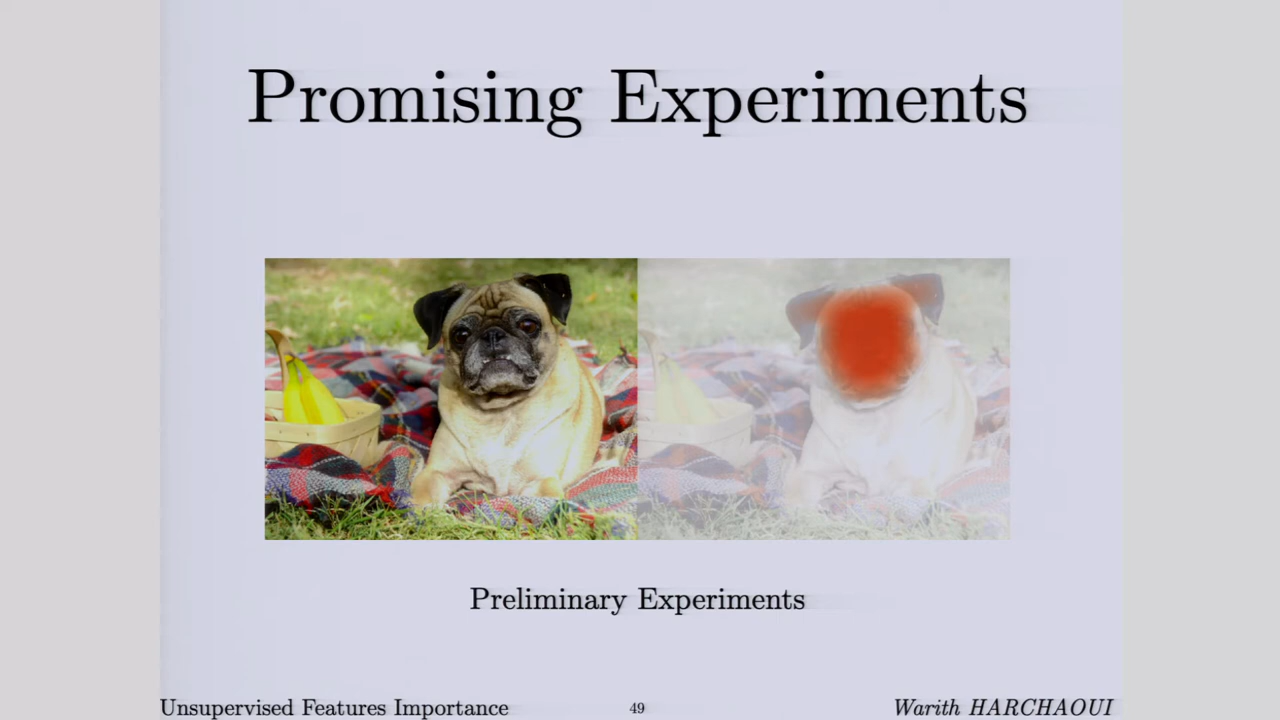 Promising Experiments
Preliminary Experiments
Unsupervised Features Importance
49
Warith HARCHAOUI